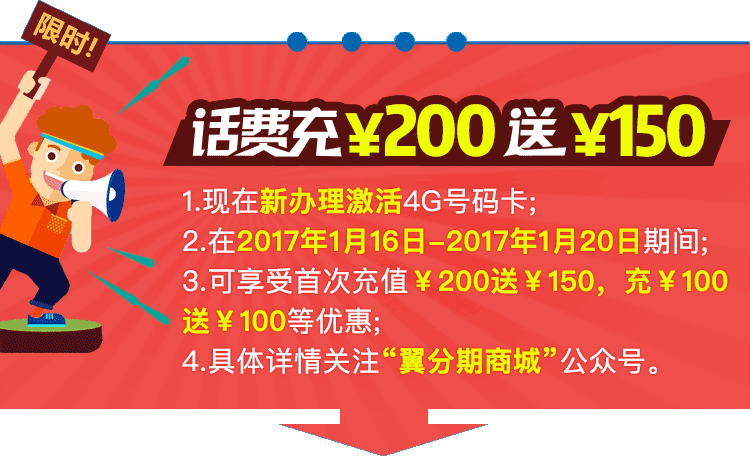 限时!
话费充¥200送¥150
1.现在新办理激活4G号码卡;
2.在2017年1月16日-2017年1月20日期间;
3.可享受首次充值¥200送¥150，充¥100
送¥100等优惠;
4.具体详情关注“翼分期商城”公众号。